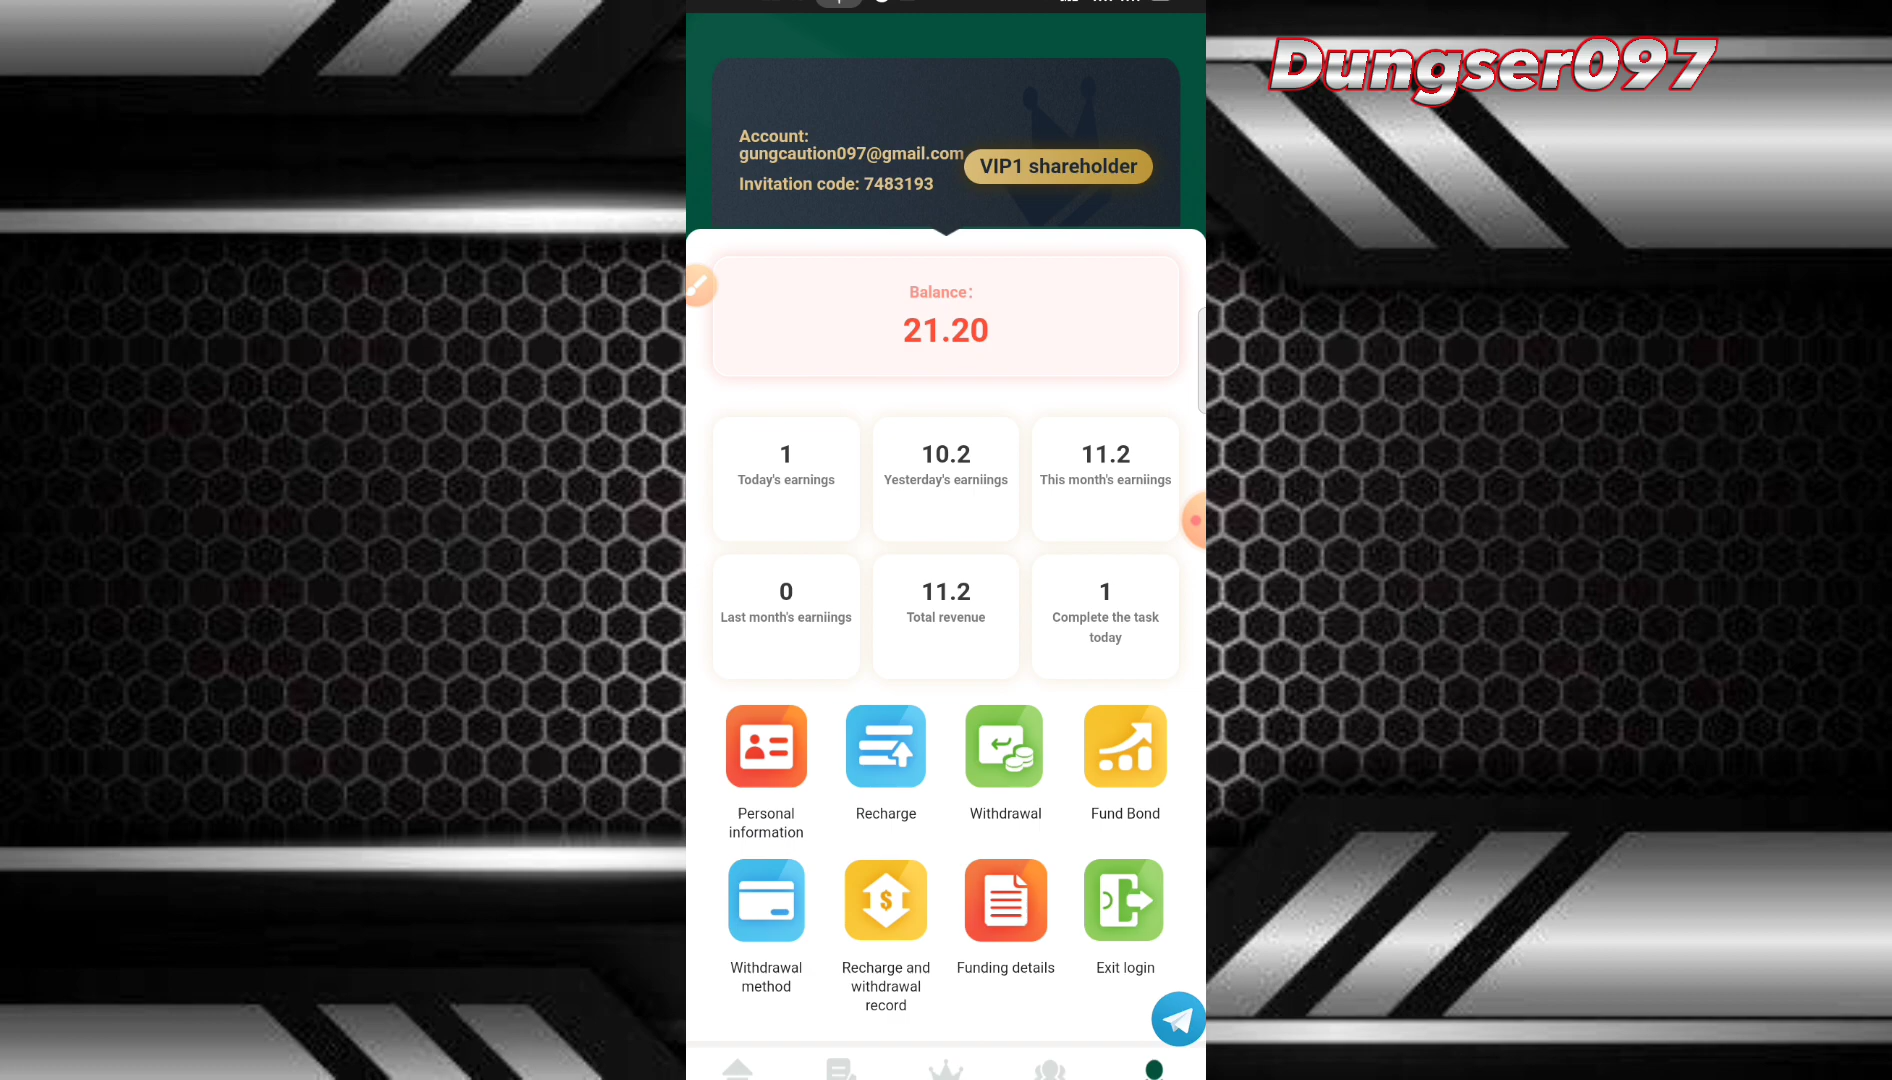 Dungser097
Account:
gungcaution097@gmail.com
VIP1 shareholder
Invitation code: 7483193
Balance:
21.20
1
Today's earnings
10.2
Yesterday's earniings
11.2
This month's earniings
0
Last month's earniings
11.2
Total revenue
1
Complete the task
today
Personal
information
Recharge
Withdrawal
Fund Bond
Withdrawal
method
Recharge and
withdrawal
record
Funding details
Exit login